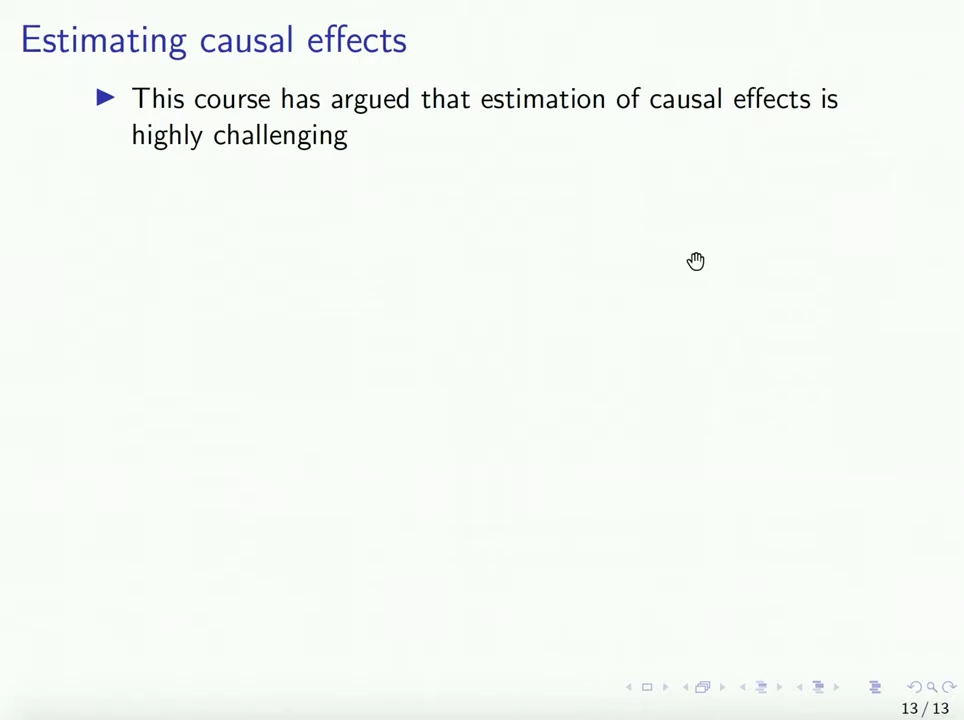 Estimating causal effects
This course has argued that estimation of causal effects is
highly challenging
13 / 13